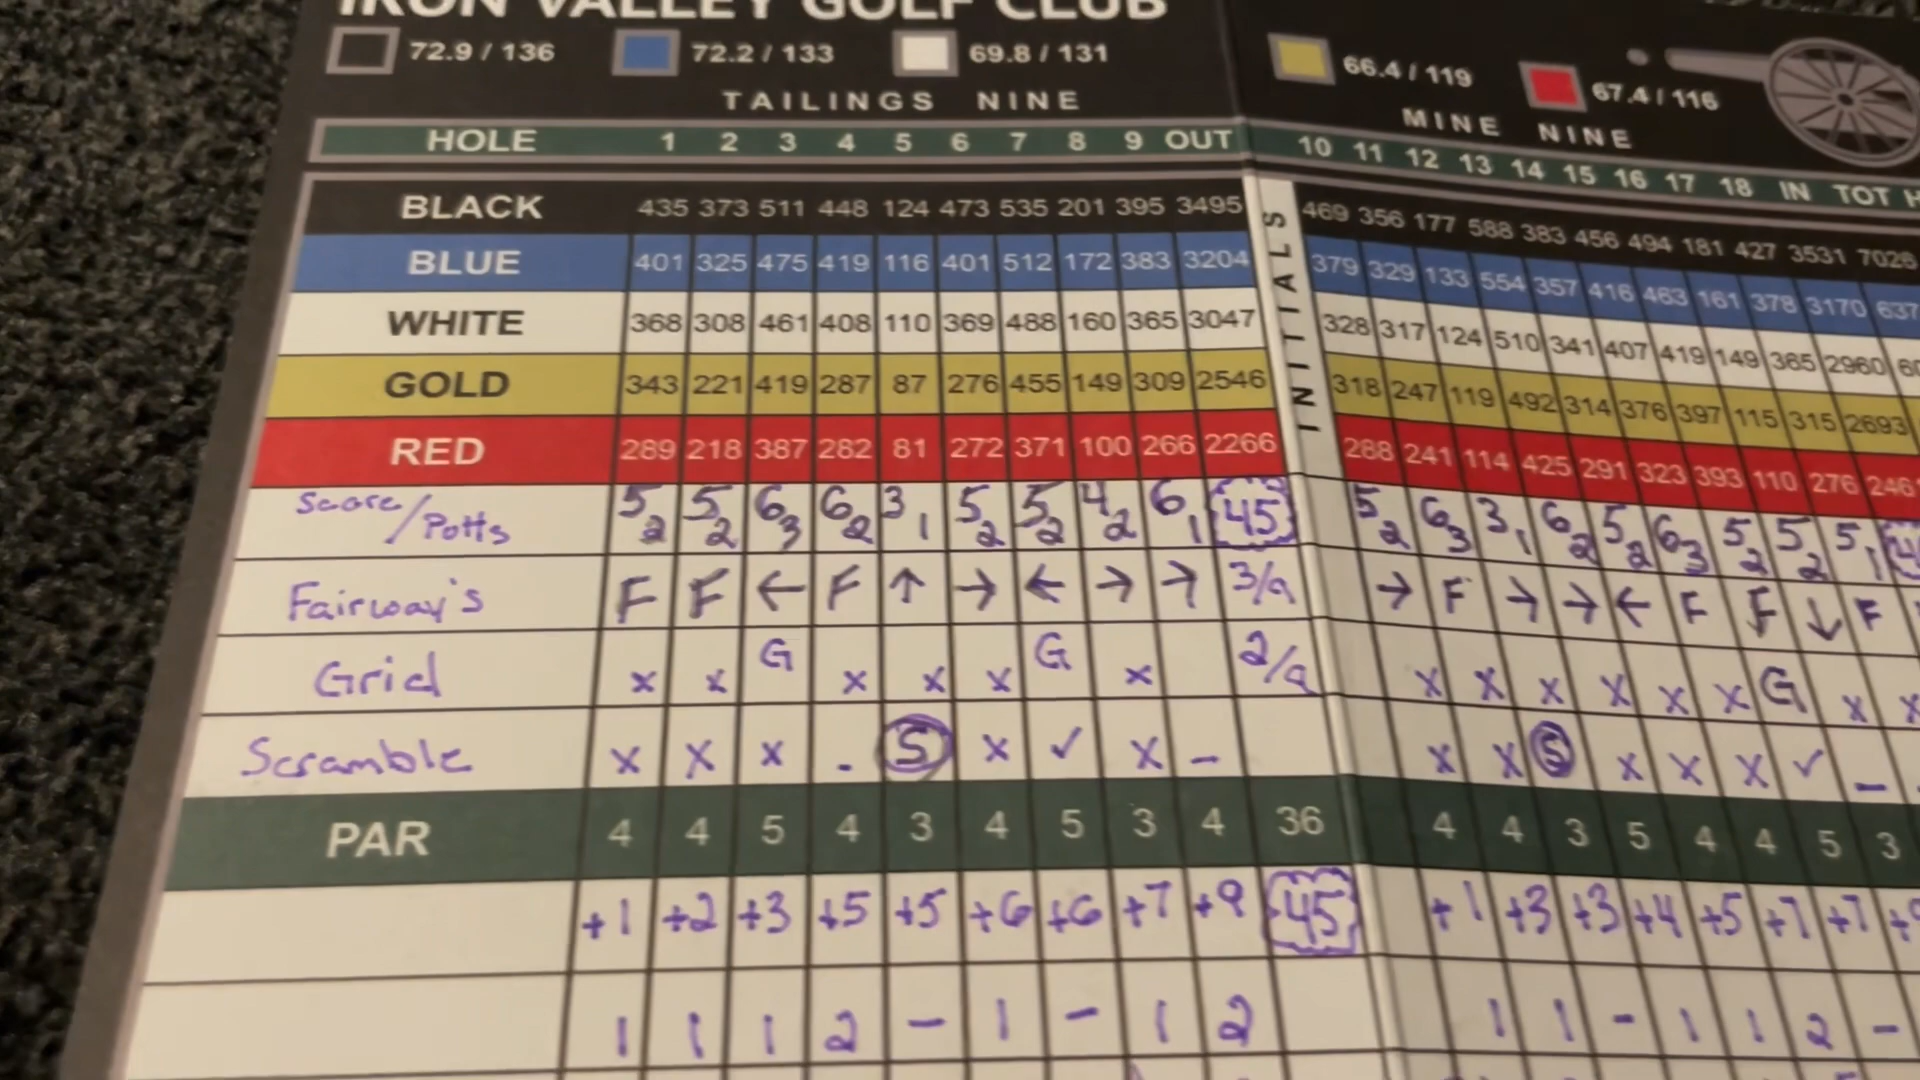 IRON VALLEY GOLF CLUB
72.9 / 136 72.2 / 133 69.8 / 131 66.4 / 119 67.4 / 116
TAILINGS NINE MINE NINE
HOLE 1 2 3 4 5 6 7 8 9 OUT 10 11 12 13 14 15 16 17 18 IN TOT H
BLACK 435 373 511 448 124 473 535 201 395 3495 469 356 177 588 383 456 494 181 427 3531 7026
BLUE 401 325 475 419 116 401 512 172 383 3204 379 329 133 554 357 416 463 161 378 3170 637
WHITE 368 308 461 408 110 369 488 160 365 3047 328 317 124 510 341 407 419 149 365 2960 60
GOLD 343 221 419 287 87 276 455 149 309 2546 318 247 119 492 314 376 397 115 315 2693
RED 289 218 387 282 81 272 371 100 266 2266 288 241 114 425 291 323 393 110 276 246
INITIALS
Score/Potts 5 2 5 2 6 3 6 2 3 1 5 2 5 2 4 2 6 1 45 5 2 6 3 3 1 6 2 5 2 6 3 5 2 5 2 5 1 4
Fairway's F F ← F ↑ → ← → → 3/9 → F → → ← F F ↓ F
Grid x x G x x x G x 2/9 x x x x x x G x x
Scramble x x x - S x ✓ x - x x S x x x ✓ -
PAR 4 4 5 4 3 4 5 3 4 36 4 4 3 5 4 4 5 3
+1 +2 +3 +5 +5 +6 +6 +7 +9 45 +1 +3 +3 +4 +5 +7 +7 +9
1 1 1 2 - 1 - 1 2 1 1 - 1 1 2 -